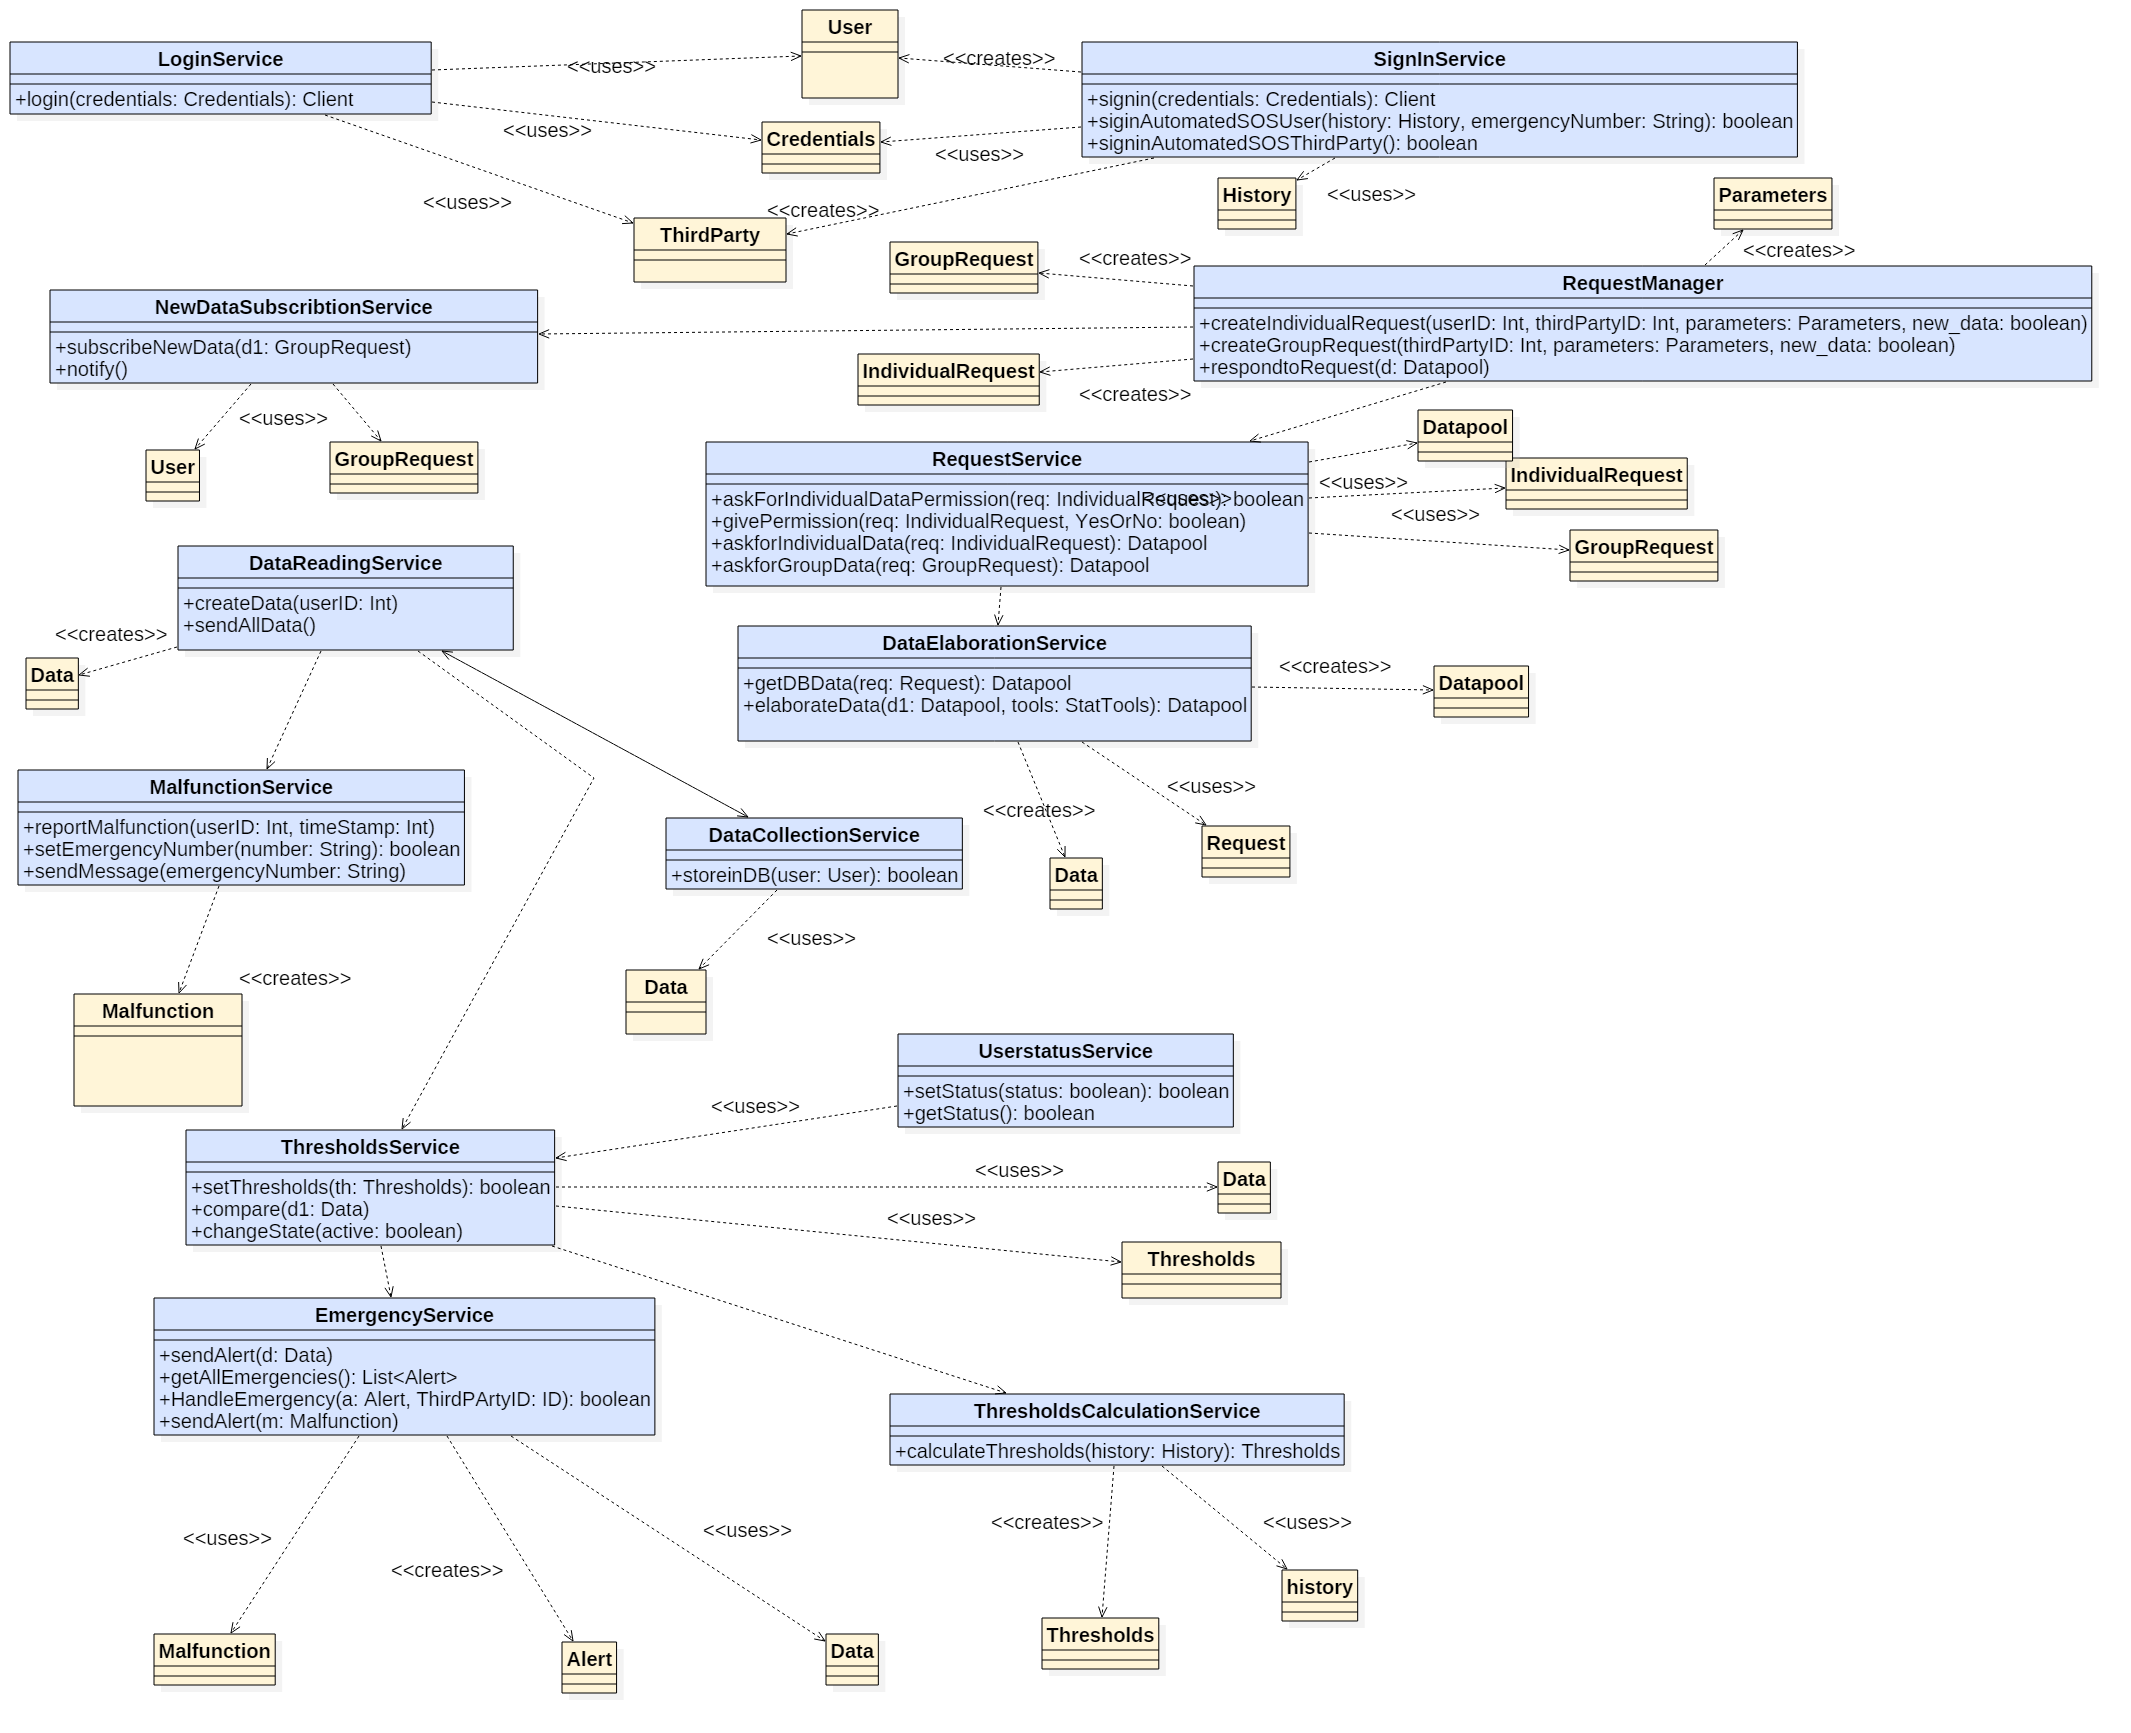 User
LoginService
+login(credentials: Credentials): Client
<<uses>>
<<creates>>
SignInService
+signin(credentials: Credentials): Client
+siginAutomatedSOSUser(history: History, emergencyNumber: String): boolean
+signinAutomatedSOSThirdParty(): boolean
<<uses>>
Credentials
<<uses>>
<<uses>>
<<creates>>
ThirdParty
History
<<uses>>
Parameters
<<creates>>
GroupRequest
<<creates>>
RequestManager
+createIndividualRequest(userID: Int, thirdPartyID: Int, parameters: Parameters, new_data: boolean)
+createGroupRequest(thirdPartyID: Int, parameters: Parameters, new_data: boolean)
+respondtoRequest(d: Datapool)
NewDataSubscribtionService
+subscribeNewData(d1: GroupRequest)
+notify()
IndividualRequest
<<creates>>
<<uses>>
User
GroupRequest
Datapool
RequestService
+askForIndividualDataPermission(req: IndividualRequest): boolean
+givePermission(req: IndividualRequest, YesOrNo: boolean)
+askforIndividualData(req: IndividualRequest): Datapool
+askforGroupData(req: GroupRequest): Datapool
<<uses>>
<<uses>>
IndividualRequest
<<uses>>
GroupRequest
DataReadingService
+createData(userID: Int)
+sendAllData()
<<creates>>
Data
DataElaborationService
+getDBData(req: Request): Datapool
+elaborateData(d1: Datapool, tools: StatTools): Datapool
<<creates>>
Datapool
MalfunctionService
+reportMalfunction(userID: Int, timeStamp: Int)
+setEmergencyNumber(number: String): boolean
+sendMessage(emergencyNumber: String)
<<creates>>
<<uses>>
DataCollectionService
+storeinDB(user: User): boolean
Request
Data
<<uses>>
<<creates>>
Data
Malfunction
UserstatusService
+setStatus(status: boolean): boolean
+getStatus(): boolean
<<uses>>
ThresholdsService
+setThresholds(th: Thresholds): boolean
+compare(d1: Data)
+changeState(active: boolean)
<<uses>>
Data
<<uses>>
Thresholds
EmergencyService
+sendAlert(d: Data)
+getAllEmergencies(): List<Alert>
+HandleEmergency(a: Alert, ThirdPArtyID: ID): boolean
+sendAlert(m: Malfunction)
ThresholdsCalculationService
+calculateThresholds(history: History): Thresholds
<<uses>>
<<creates>>
<<uses>>
<<creates>>
<<uses>>
history
Malfunction
Alert
Data
Thresholds